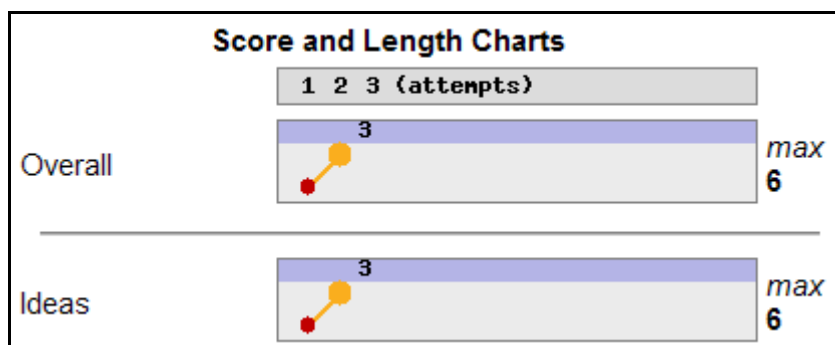 Score and Length Charts
1 2 3 (attempts)
3
Overall
max
6
3
Ideas
max
6